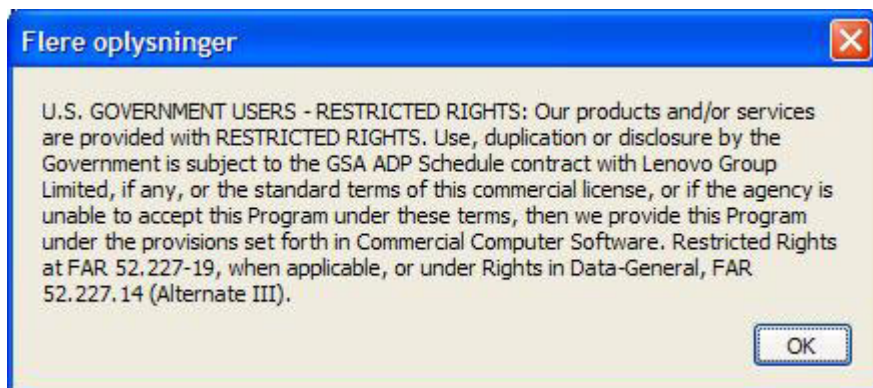 Flere oplysninger
U.S. GOVERNMENT USERS - RESTRICTED RIGHTS: Our products and/or services
are provided with RESTRICTED RIGHTS. Use, duplication or disclosure by the
Government is subject to the GSA ADP Schedule contract with Lenovo Group
Limited, if any, or the standard terms of this commercial license, or if the agency is
unable to accept this Program under these terms, then we provide this Program
under the provisions set forth in Commercial Computer Software. Restricted Rights
at FAR 52.227-19, when applicable, or under Rights in Data-General, FAR
52.227.14 (Alternate III).
OK